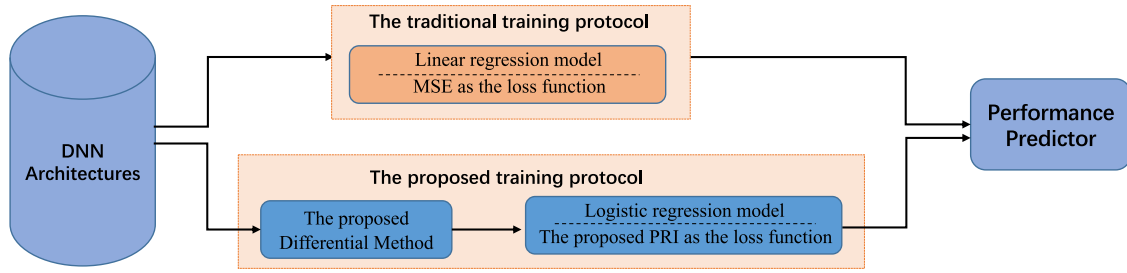 DNN
Architectures
The traditional training protocol
Linear regression model
MSE as the loss function
The proposed training protocol
The proposed
Differential Method
Logistic regression model
The proposed PRI as the loss function
Performance
Predictor